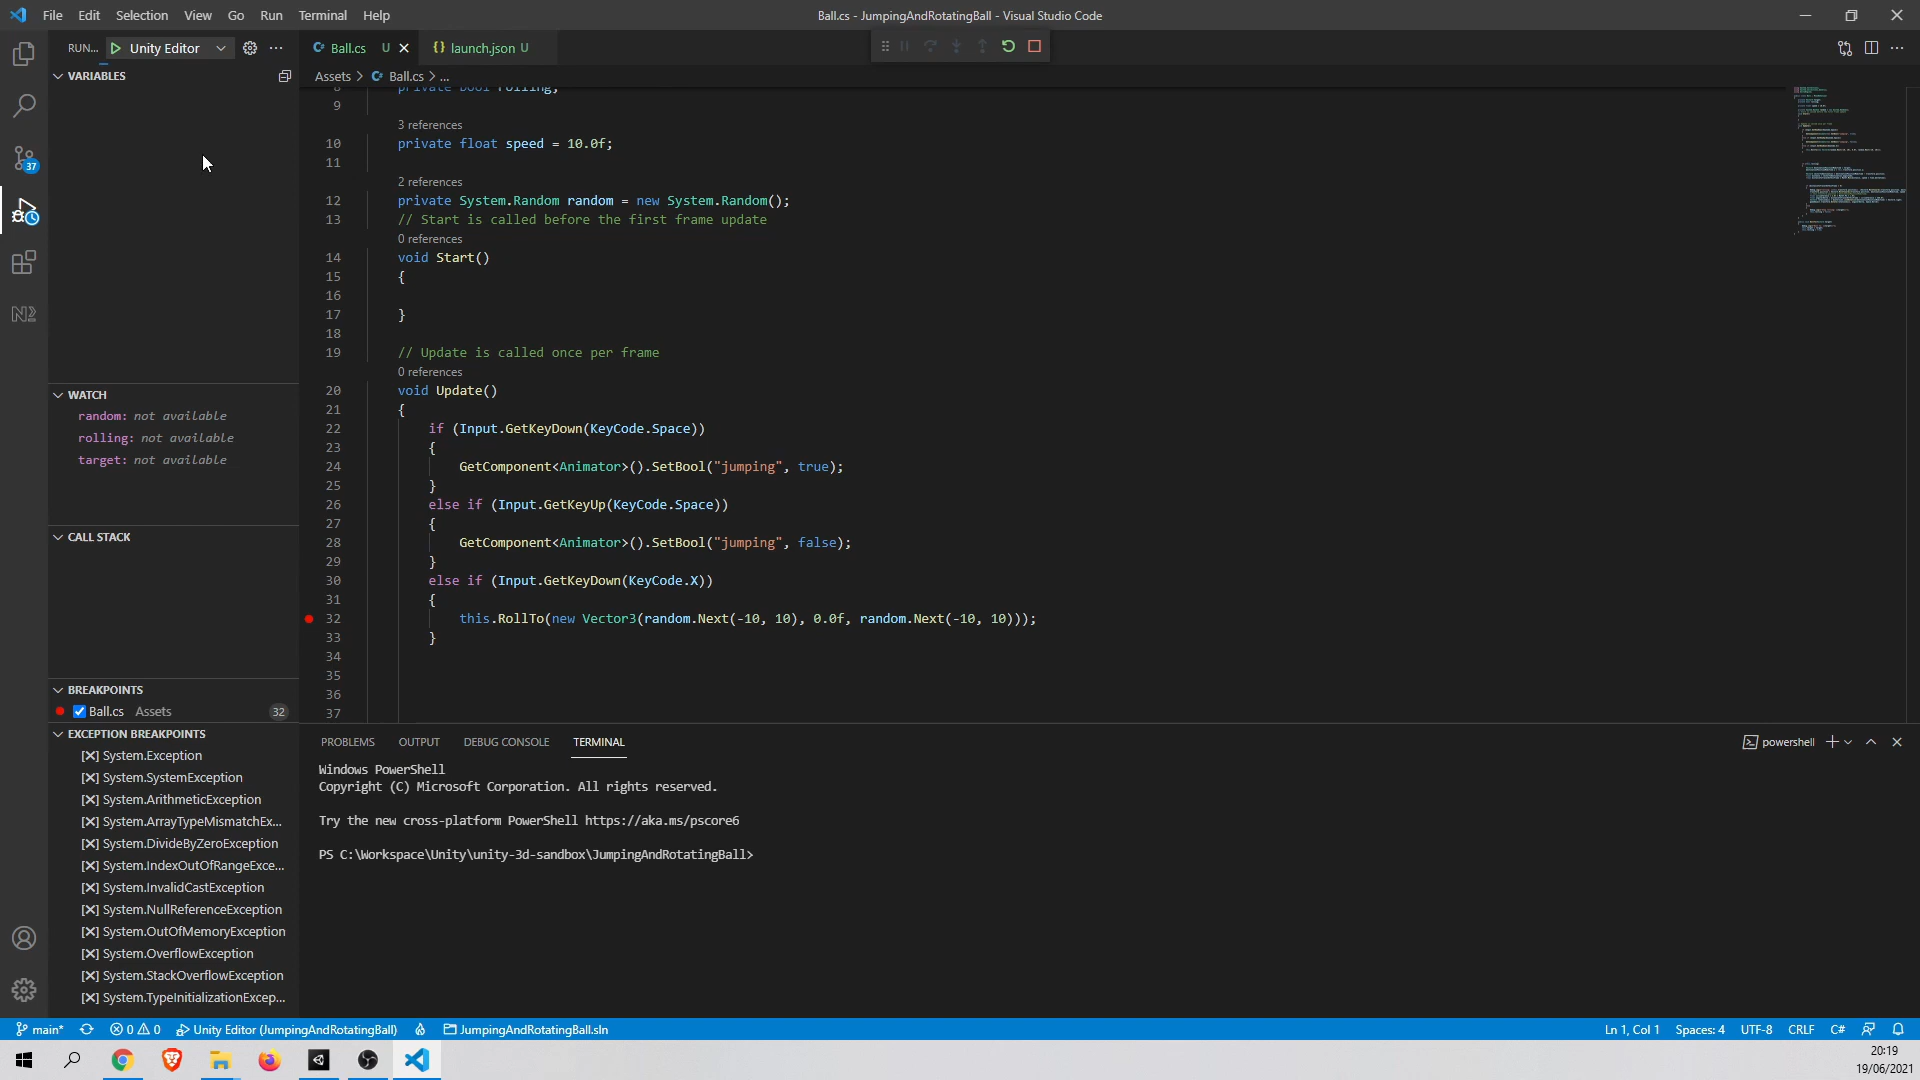 File Edit Selection View Go Run Terminal Help
Ball.cs - JumpingAndRotatingBall - Visual Studio Code
RUN... Unity Editor
Ball.cs U
launch.json U
VARIABLES
Assets > Ball.cs > ...
private bool rolling;
9
3 references
10 private float speed = 10.0f;
11
2 references
12 private System.Random random = new System.Random();
13 // Start is called before the first frame update
0 references
14 void Start()
15 {
16
17 }
18
19 // Update is called once per frame
0 references
20 void Update()
21 {
22 if (Input.GetKeyDown(KeyCode.Space))
23 {
24 GetComponent<Animator>().SetBool("jumping", true);
25 }
26 else if (Input.GetKeyUp(KeyCode.Space))
27 {
28 GetComponent<Animator>().SetBool("jumping", false);
29 }
30 else if (Input.GetKeyDown(KeyCode.X))
31 {
32 this.RollTo(new Vector3(random.Next(-10, 10), 0.0f, random.Next(-10, 10)));
33 }
34
35
36
37
WATCH
random: not available
rolling: not available
target: not available
CALL STACK
BREAKPOINTS
Ball.cs Assets 32
EXCEPTION BREAKPOINTS
[X] System.Exception
[X] System.SystemException
[X] System.ArithmeticException
[X] System.ArrayTypeMismatchEx...
[X] System.DivideByZeroException
[X] System.IndexOutOfRangeExce...
[X] System.InvalidCastException
[X] System.NullReferenceException
[X] System.OutOfMemoryException
[X] System.OverflowException
[X] System.StackOverflowException
[X] System.TypeInitializationExcep...
37
PROBLEMS OUTPUT DEBUG CONSOLE TERMINAL
powershell
Windows PowerShell
Copyright (C) Microsoft Corporation. All rights reserved.
Try the new cross-platform PowerShell https://aka.ms/pscore6
PS C:\Workspace\Unity\unity-3d-sandbox\JumpingAndRotatingBall>
main* 0 0 Unity Editor (JumpingAndRotatingBall) JumpingAndRotatingBall.sln
Ln 1, Col 1 Spaces: 4 UTF-8 CRLF C#
20:19
19/06/2021